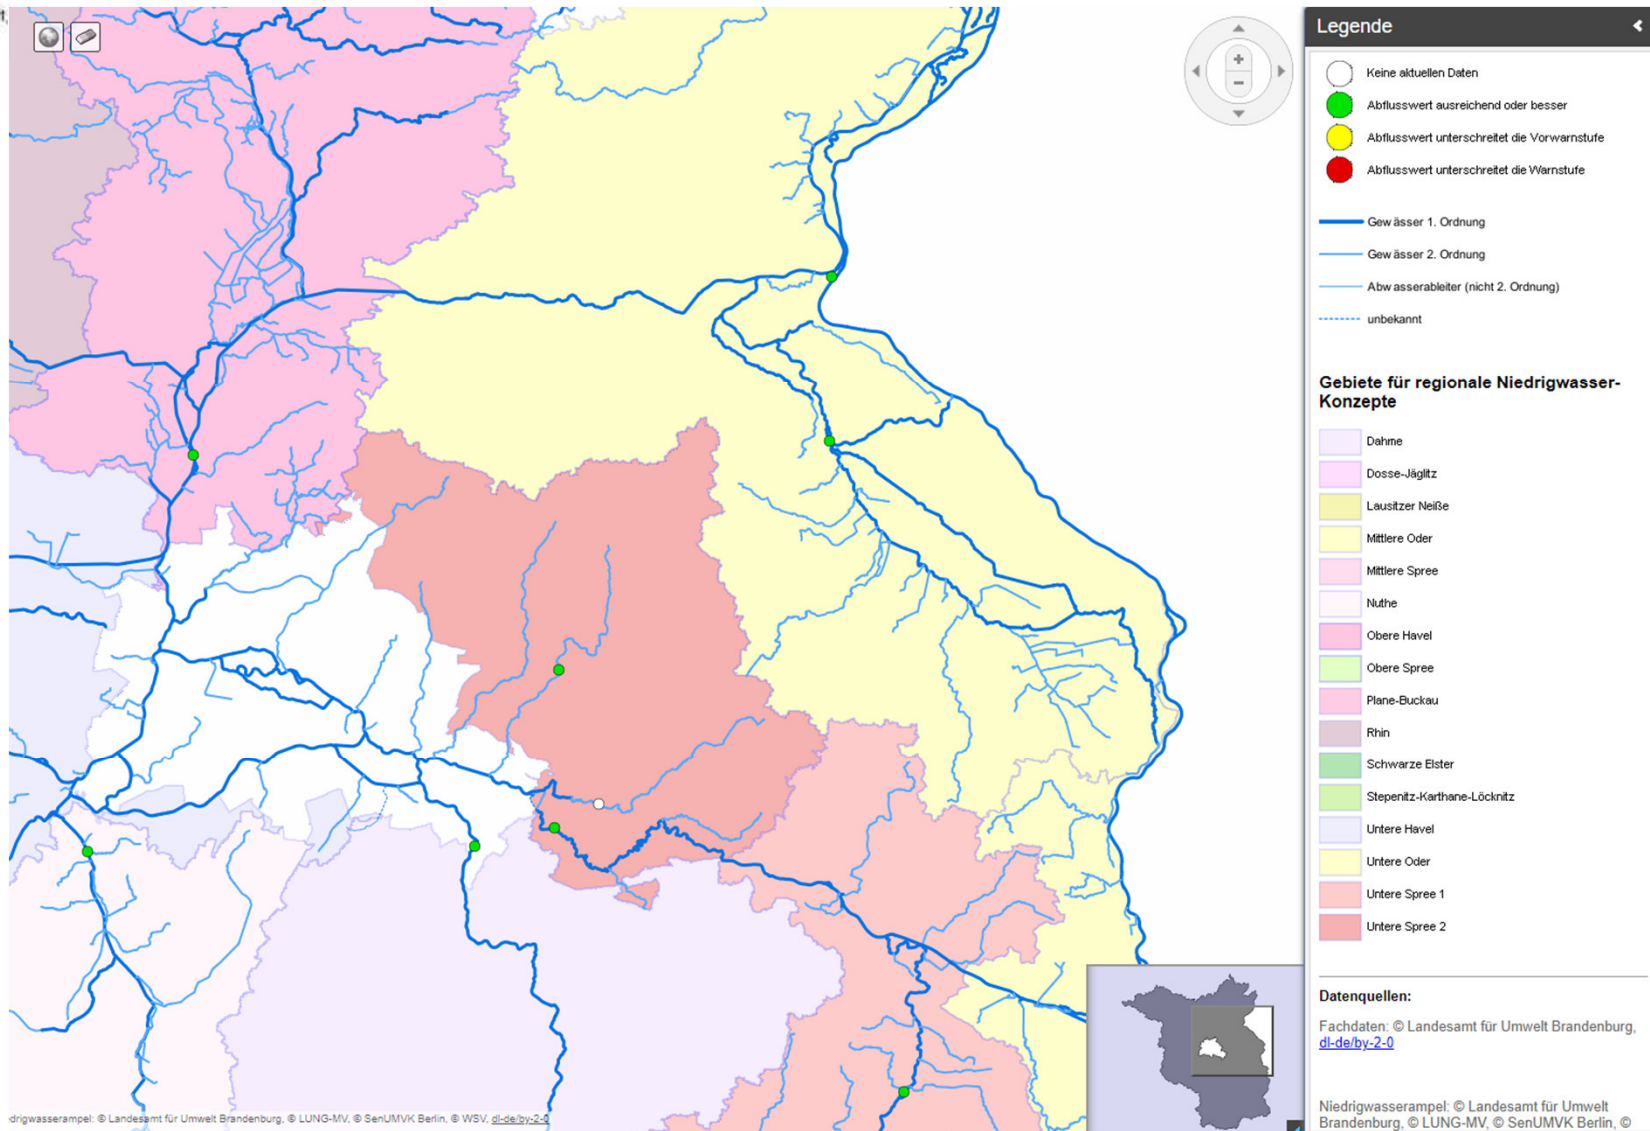 Legende
Keine aktuellen Daten
Abflusswert ausreichend oder besser
Abflusswert unterschreitet die Vorwarnstufe
Abflusswert unterschreitet die Warnstufe
Gewässer 1. Ordnung
Gewässer 2. Ordnung
Abwasserableiter (nicht 2. Ordnung)
unbekannt
Gebiete für regionale Niedrigwasser-
Konzepte
Dahme
Dosse-Jäglitz
Lausitzer Neiße
Mittlere Oder
Mittlere Spree
Nuthe
Obere Havel
Obere Spree
Plane-Buckau
Rhin
Schwarze Elster
Stepenitz-Karthane-Löcknitz
Untere Havel
Untere Oder
Untere Spree 1
Untere Spree 2
Datenquellen:
Fachdaten: © Landesamt für Umwelt Brandenburg,
dl-de/by-2-0
Niedrigwasserampel: © Landesamt für Umwelt
Brandenburg, © LUNG-MV, © SenUMVK Berlin, ©
drigwasserampel: © Landesamt für Umwelt Brandenburg, © LUNG-MV, © SenUMVK Berlin, © WSV, dl-de/by-2-0